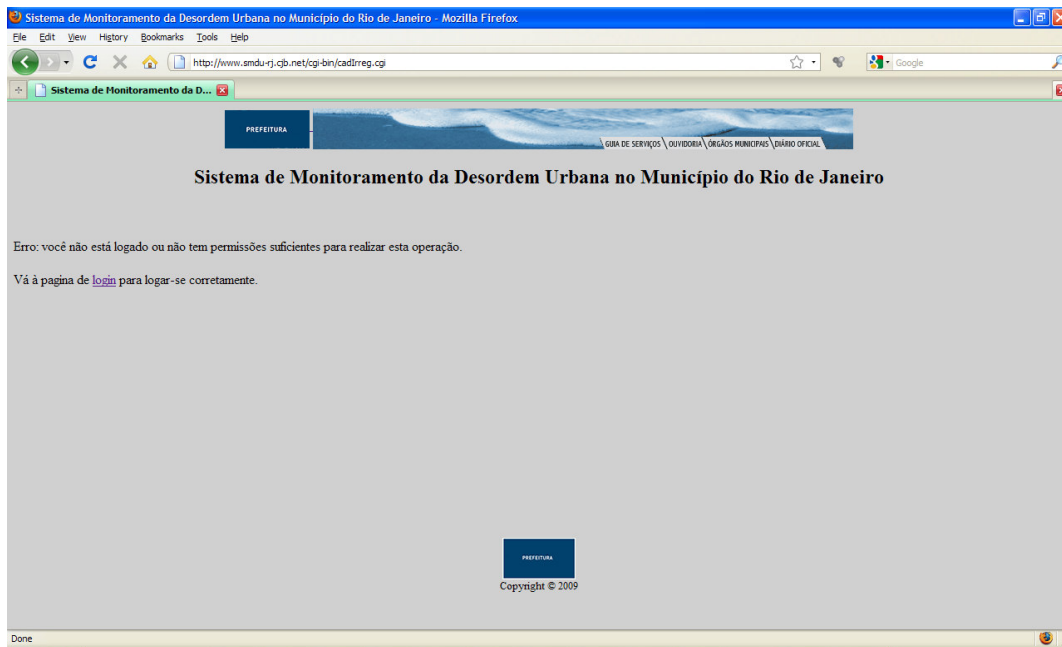 Sistema de Monitoramento da Desordem Urbana no Município do Rio de Janeiro - Mozilla Firefox
File Edit View History Bookmarks Tools Help
http://www.smdu-rj.cjb.net/cgi-bin/cadIrreg.cgi
Google
Sistema de Monitoramento da D...
PREFEITURA
GUIA DE SERVIÇOS \ OUVIDORIA \ ÓRGÃOS MUNICIPAIS \ DIÁRIO OFICIAL
Sistema de Monitoramento da Desordem Urbana no Município do Rio de Janeiro
Erro: você não está logado ou não tem permissões suficientes para realizar esta operação.
Vá à pagina de login para logar-se corretamente.
PREFEITURA
Copyright © 2009
Done